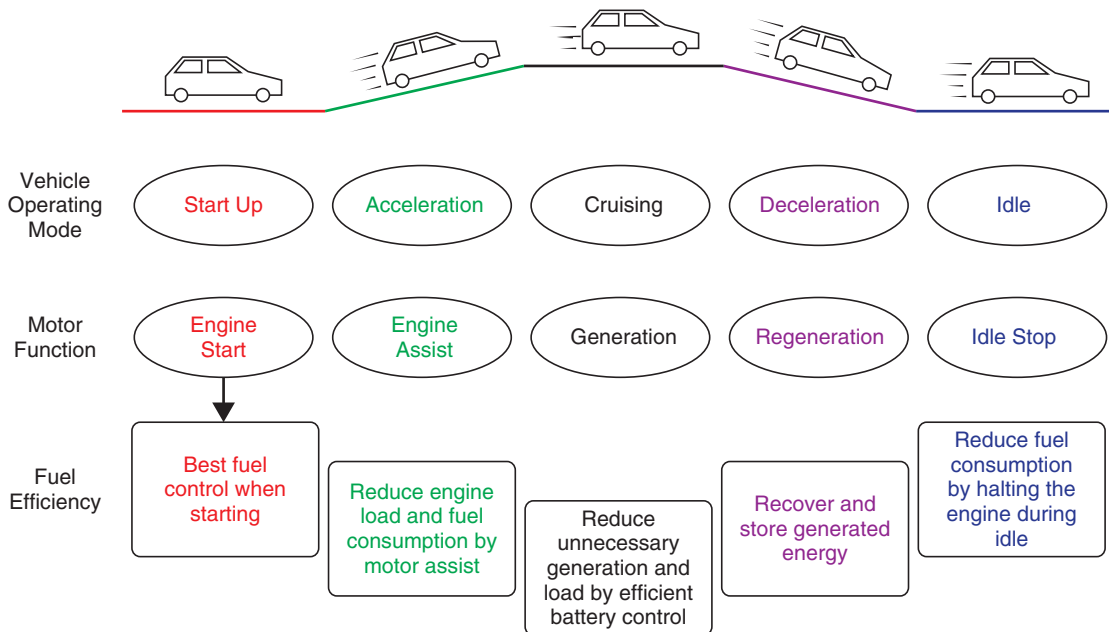 Vehicle
Operating
Mode
Start Up
Acceleration
Cruising
Deceleration
Idle
Motor
Function
Engine
Start
Engine
Assist
Generation
Regeneration
Idle Stop
Fuel
Efficiency
Best fuel
control when
starting
Reduce engine
load and fuel
consumption by
motor assist
Reduce
unnecessary
generation and
load by efficient
battery control
Recover and
store generated
energy
Reduce fuel
consumption
by halting the
engine during
idle